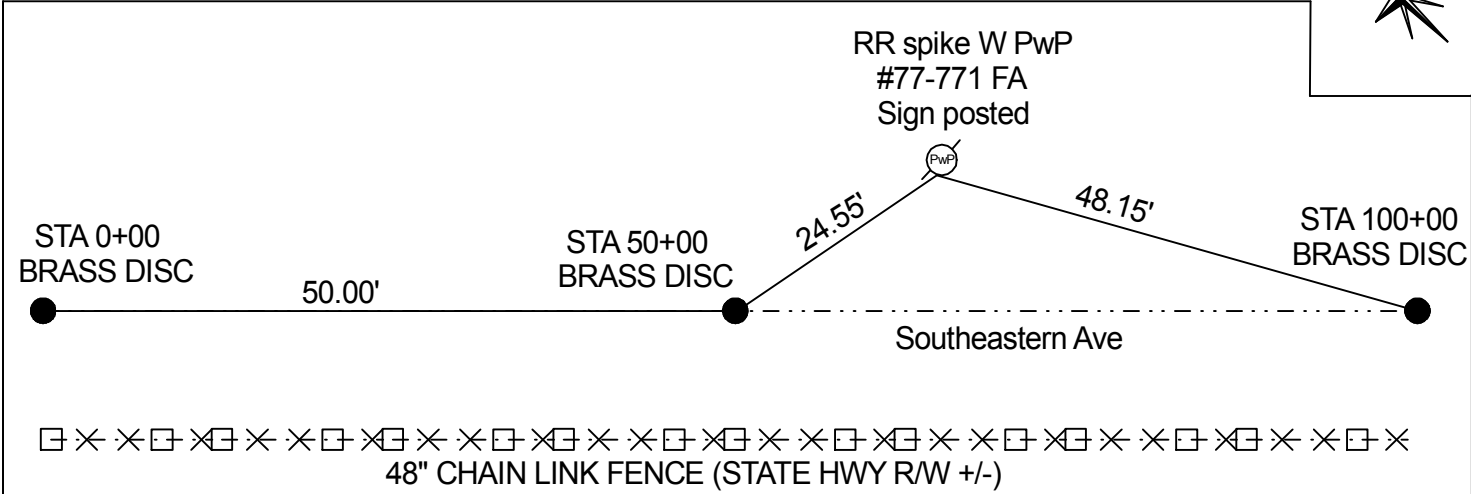 RR spike W PwP
#77-771 FA
Sign posted
PwP
24.55'
48.15'
STA 0+00
BRASS DISC
STA 50+00
BRASS DISC
STA 100+00
BRASS DISC
50.00'
Southeastern Ave
48" CHAIN LINK FENCE (STATE HWY R/W +/-)